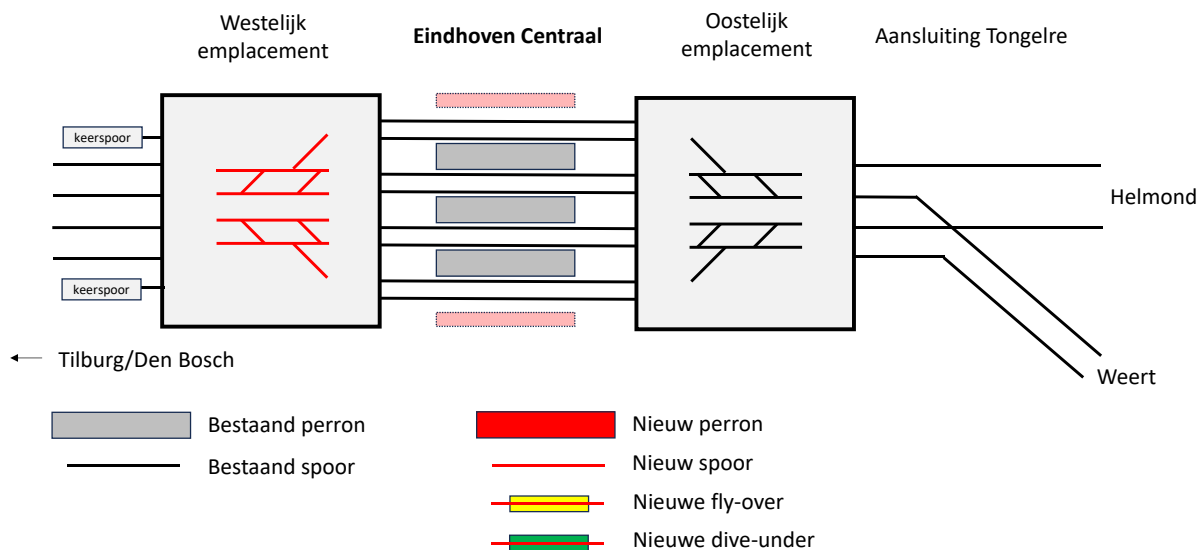 Westelijk
emplacement
Eindhoven Centraal
Oostelijk
emplacement
Aansluiting Tongelre
keerspoor
Helmond
keerspoor
Tilburg/Den Bosch
Weert
Bestaand perron
Nieuw perron
Bestaand spoor
Nieuw spoor
Nieuwe fly-over
Nieuwe dive-under